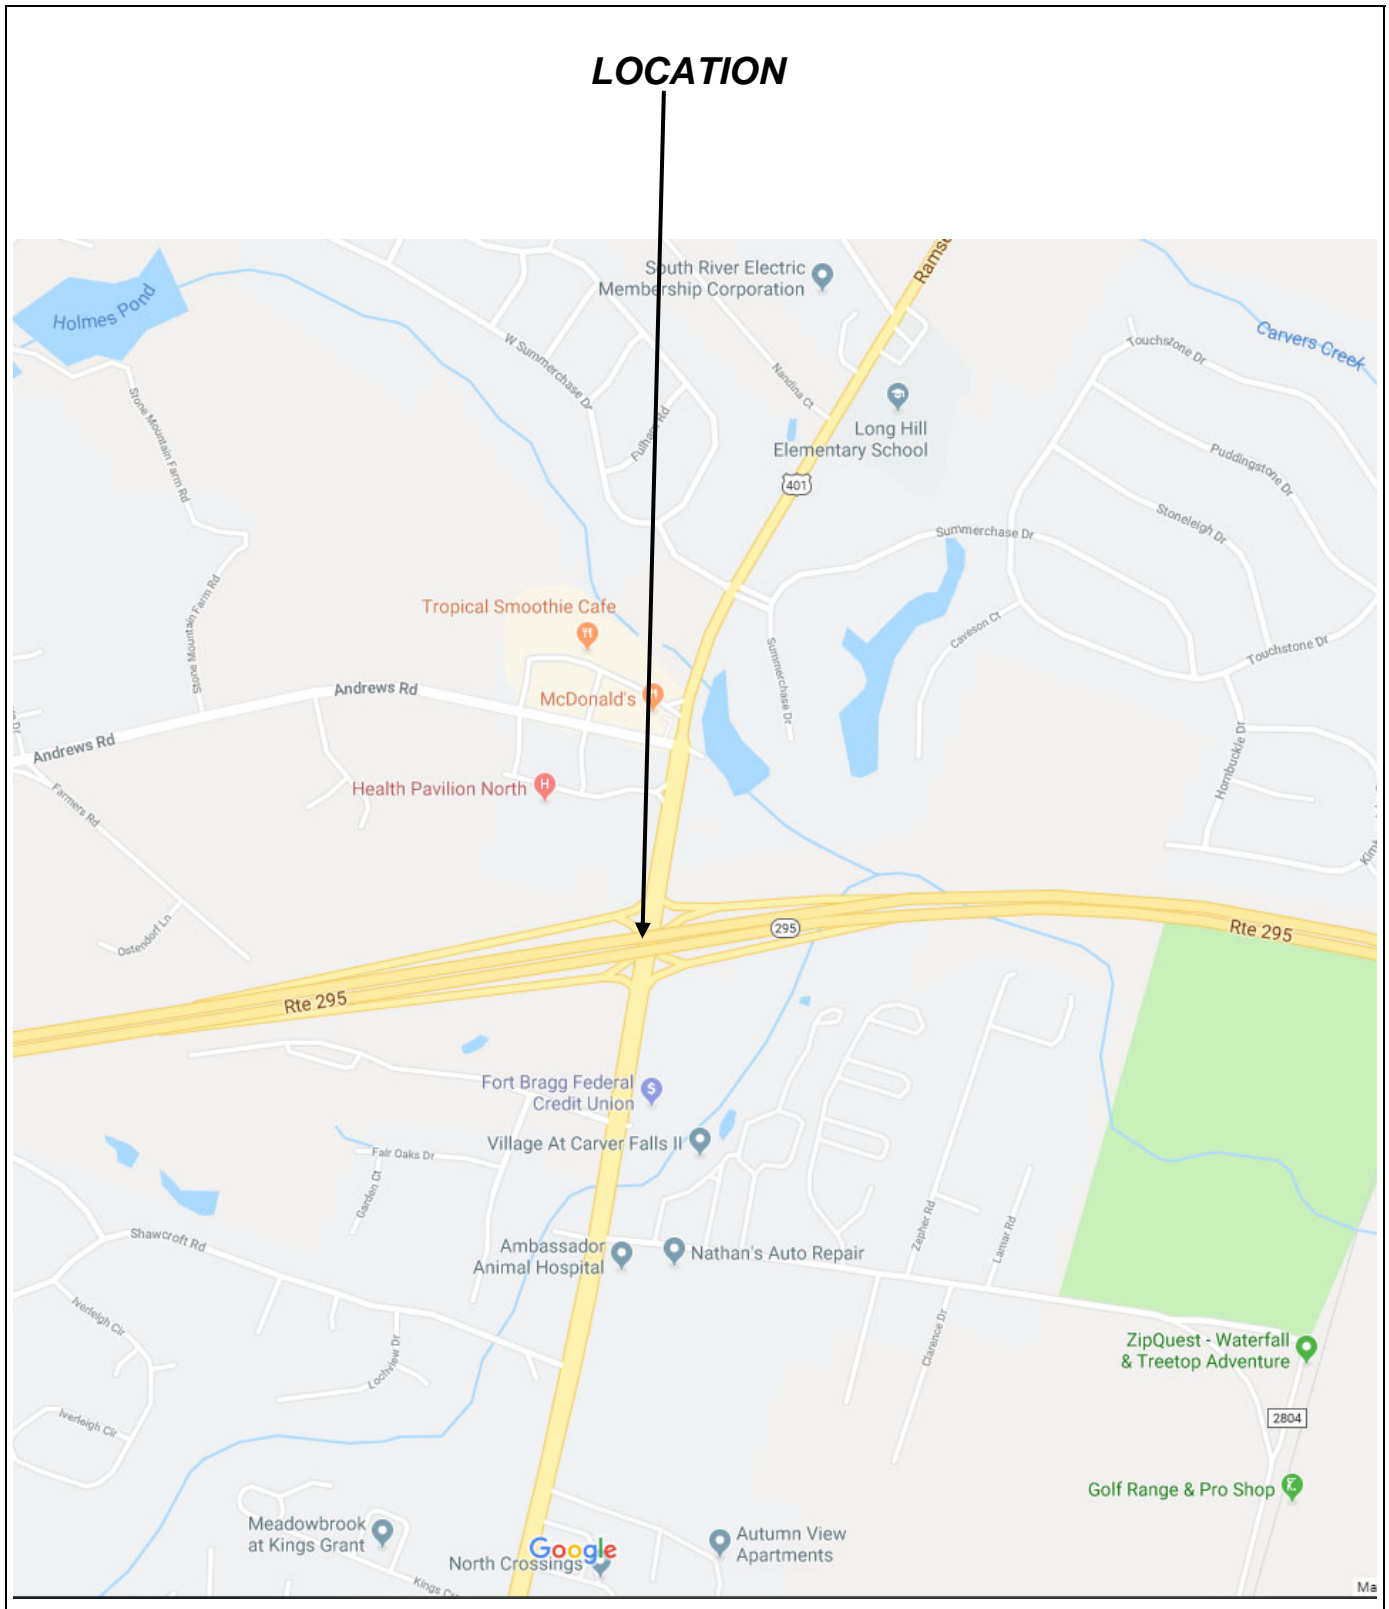 LOCATION
South River Electric
Membership Corporation
Holmes Pond
Carvers Creek
Touchstone Dr
W Summerchase Dr
Nandina Ct
Stone Mountain Farm Rd
Fulham Rd
Long Hill
Elementary School
Puddingstone Dr
401
Stoneleigh Dr
Summerchase Dr
Tropical Smoothie Cafe
Stone Mountain Farm Rd
Caveson Ct
Touchstone Dr
Summerchase Dr
Andrews Rd
McDonald's
Andrews Rd
Dr
Hornbuckle Dr
Health Pavilion North
H
Farmers Rd
295
Rte 295
Ostendorf Ln
Rte 295
Fort Bragg Federal
Credit Union
$
Village At Carver Falls II
Fair Oaks Dr
Garden Ct
Zepher Rd
Lamar Rd
Shawcroft Rd
Ambassador
Animal Hospital
Nathan's Auto Repair
Iverleigh Cir
Clarence Dr
Lochview Dr
ZipQuest - Waterfall
& Treetop Adventure
Iverleigh Cir
2804
Golf Range & Pro Shop
Meadowbrook
at Kings Grant
Autumn View
Apartments
Google
North Crossings
Kings
Ma